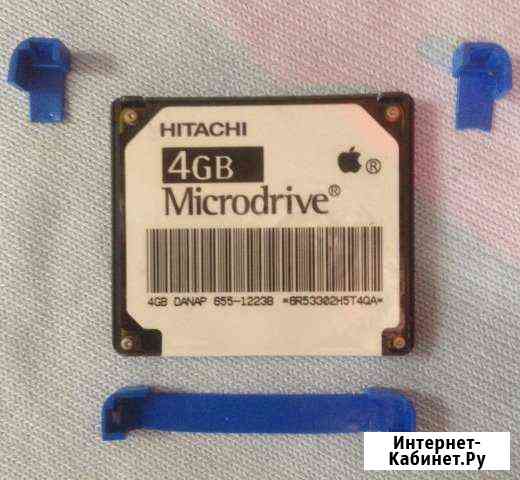 HITACHI
4GB
®
Microdrive®
4GB DANAP 655-1223B *6R53302H5T4QA*
Интернет-
Кабинет.Ру